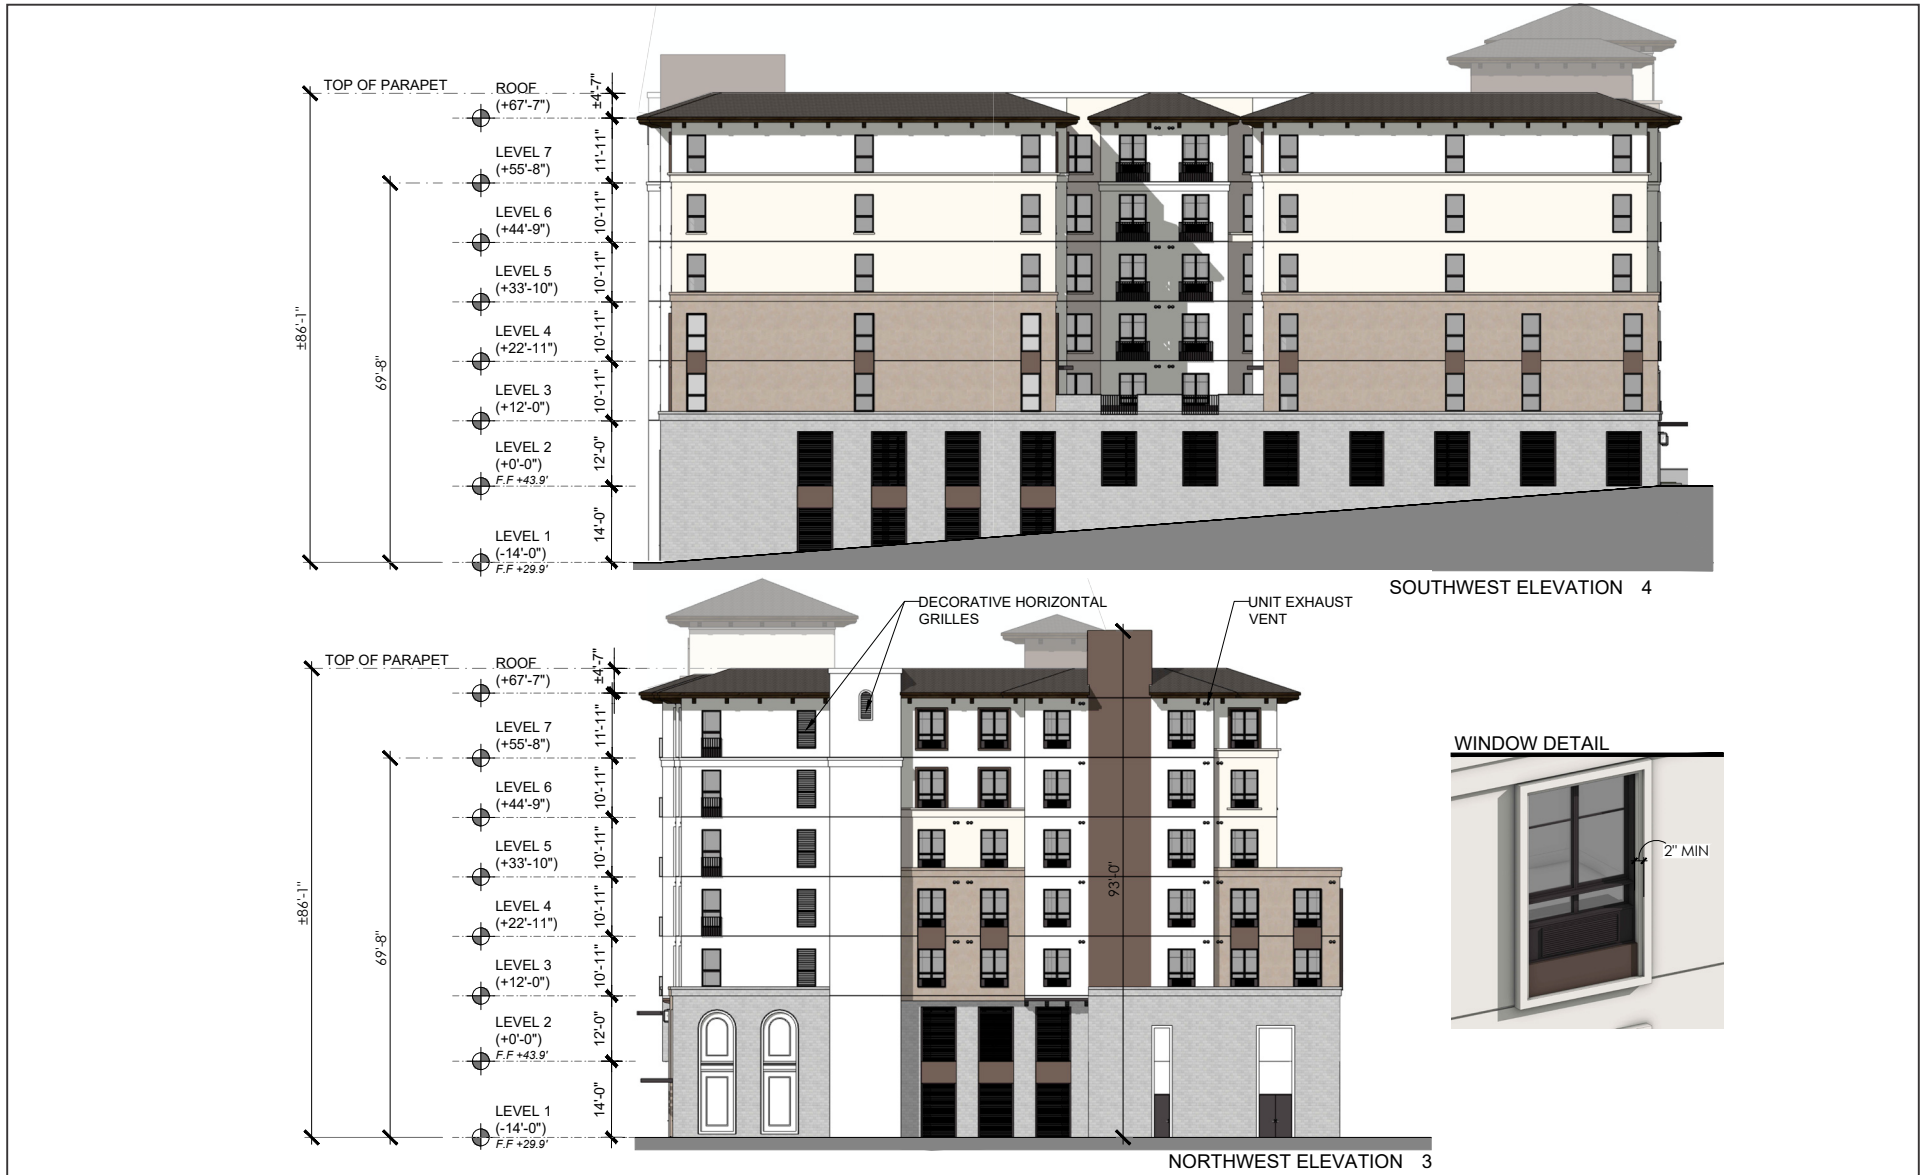 TOP OF PARAPET
ROOF
(+67'-7")
±4'-7"
LEVEL 7
(+55'-8")
11'-11"
LEVEL 6
(+44'-9")
10'-11"
LEVEL 5
(+33'-10")
10'-11"
LEVEL 4
(+22'-11")
10'-11"
LEVEL 3
(+12'-0")
10'-11"
LEVEL 2
(+0'-0")
F.F +43.9'
12'-0"
LEVEL 1
(-14'-0")
F.F +29.9'
14'-0"
±86'-1"
69'-8"
SOUTHWEST ELEVATION 4
DECORATIVE HORIZONTAL
GRILLES
UNIT EXHAUST
VENT
TOP OF PARAPET
ROOF
(+67'-7")
±4'-7"
LEVEL 7
(+55'-8")
11'-11"
LEVEL 6
(+44'-9")
10'-11"
LEVEL 5
(+33'-10")
10'-11"
LEVEL 4
(+22'-11")
10'-11"
LEVEL 3
(+12'-0")
10'-11"
LEVEL 2
(+0'-0")
F.F +43.9'
12'-0"
LEVEL 1
(-14'-0")
F.F +29.9'
14'-0"
±86'-1"
69'-8"
93'-0"
WINDOW DETAIL
2" MIN
NORTHWEST ELEVATION 3